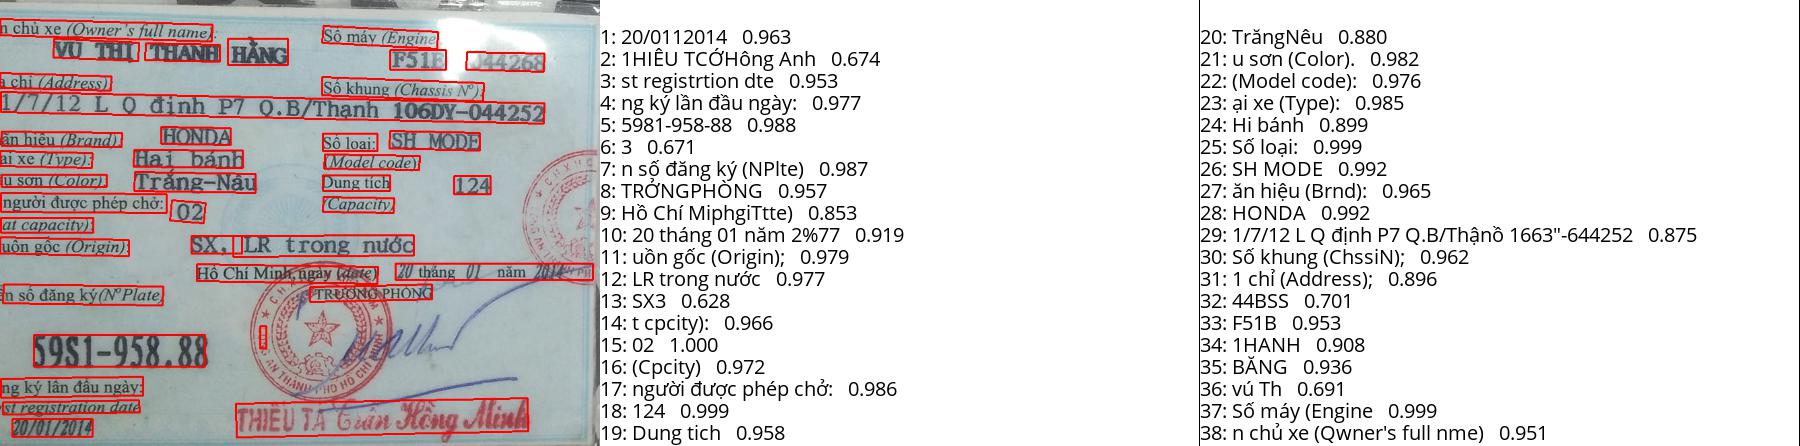 n chủ xe (Owner's full name):
VŨ THỊ THANH HẰNG
Số máy (Engine
F51E J44268
a chỉ (Address)
Số khung (Chassis N°):
1/7/12 L Q định P7 Q.B/Thạnh 106DY-044252
ãn hiệu (Brand)
HONDA
Số loại:
SH MODE
ại xe (Type):
Hai bánh
(Model code)
u sơn (Color).
Trắng-Nâu
Dung tích
124
người được phép chở:
02
(Capacity)
at capacity):
uồn gốc (Origin):
SX, LR trong nước
Hồ Chí Minh, ngày (date) 20 tháng 01 năm 2014
n số đăng ký(N°Plate)
TRƯỞNG PHÒNG
59S1-958.88
ng ký lần đầu ngày:
st registration date
20/01/2014
THIẾU TÁ Trần Hồng Minh
1: 20/0112014 0.963
2: 1HIÊU TCỚHông Anh 0.674
3: st registrtion dte 0.953
4: ng ký lần đầu ngày: 0.977
5: 5981-958-88 0.988
6: 3 0.671
7: n số đăng ký (NPlte) 0.987
8: TRỞNGPHÒNG 0.957
9: Hồ Chí MiphgiTtte) 0.853
10: 20 tháng 01 năm 2%77 0.919
11: uồn gốc (Origin); 0.979
12: LR trong nước 0.977
13: SX3 0.628
14: t cpcity): 0.966
15: 02 1.000
16: (Cpcity) 0.972
17: người được phép chở: 0.986
18: 124 0.999
19: Dung tich 0.958
20: TrăngNêu 0.880
21: u sơn (Color). 0.982
22: (Model code): 0.976
23: ại xe (Type): 0.985
24: Hi bánh 0.899
25: Số loại: 0.999
26: SH MODE 0.992
27: ăn hiệu (Brnd): 0.965
28: HONDA 0.992
29: 1/7/12 L Q định P7 Q.B/Thậnồ 1663"-644252 0.875
30: Số khung (ChssiN); 0.962
31: 1 chỉ (Address); 0.896
32: 44BSS 0.701
33: F51B 0.953
34: 1HANH 0.908
35: BĂNG 0.936
36: vú Th 0.691
37: Số máy (Engine 0.999
38: n chủ xe (Qwner's full nme) 0.951